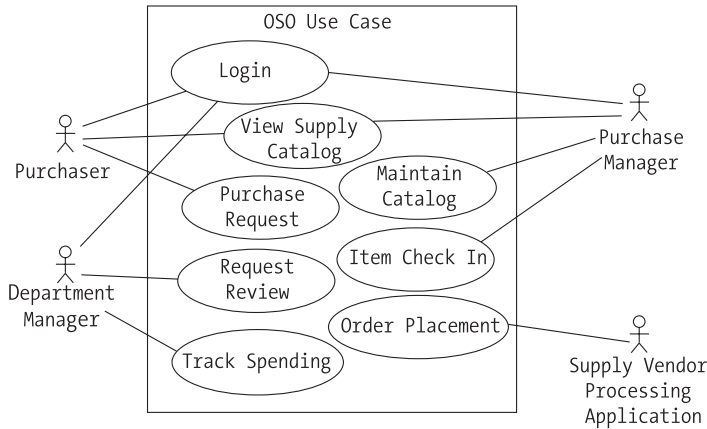 OSO Use Case
Login
View Supply
Catalog
Purchaser
Purchase
Manager
Maintain
Catalog
Purchase
Request
Item Check In
Request
Review
Department
Manager
Order Placement
Track Spending
Supply Vendor
Processing
Application